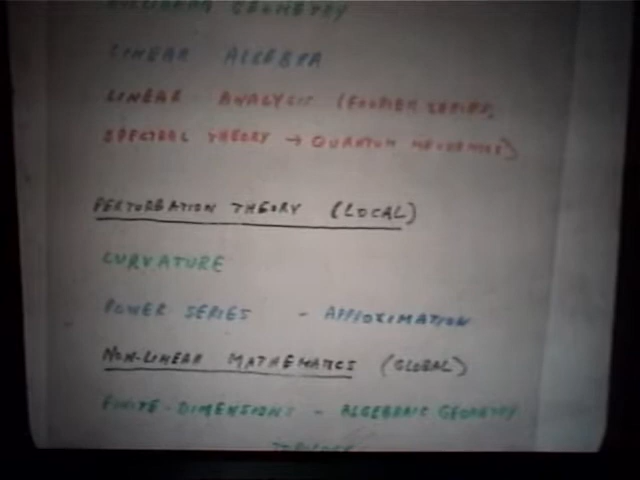 GEOMETRY
LINEAR ALGEBRA
LINEAR ANALYSIS (FOURIER SERIES,
SPECTRAL THEORY → QUANTUM MECHANICS)
PERTURBATION THEORY (LOCAL)
CURVATURE
POWER SERIES - APPROXIMATION
NON-LINEAR MATHEMATICS (GLOBAL)
FINITE-DIMENSIONS - ALGEBRAIC GEOMETRY